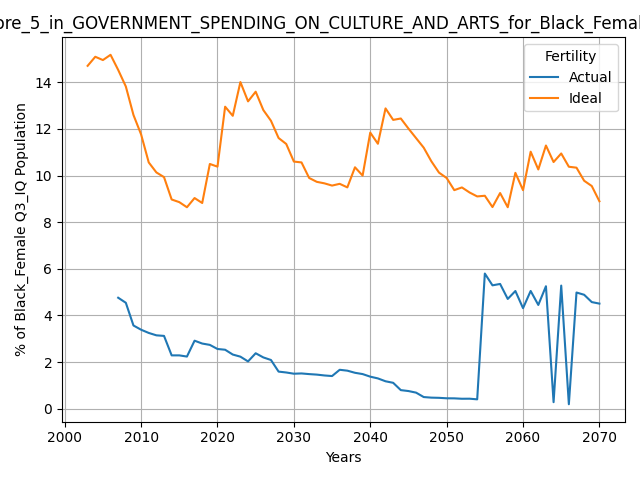 ore_5_in_GOVERNMENT_SPENDING_ON_CULTURE_AND_ARTS_for_Black_Femal
Fertility
Actual
Ideal
% of Black_Female Q3_IQ Population
14
12
10
8
6
4
2
0
2000 2010 2020 2030 2040 2050 2060 2070
Years